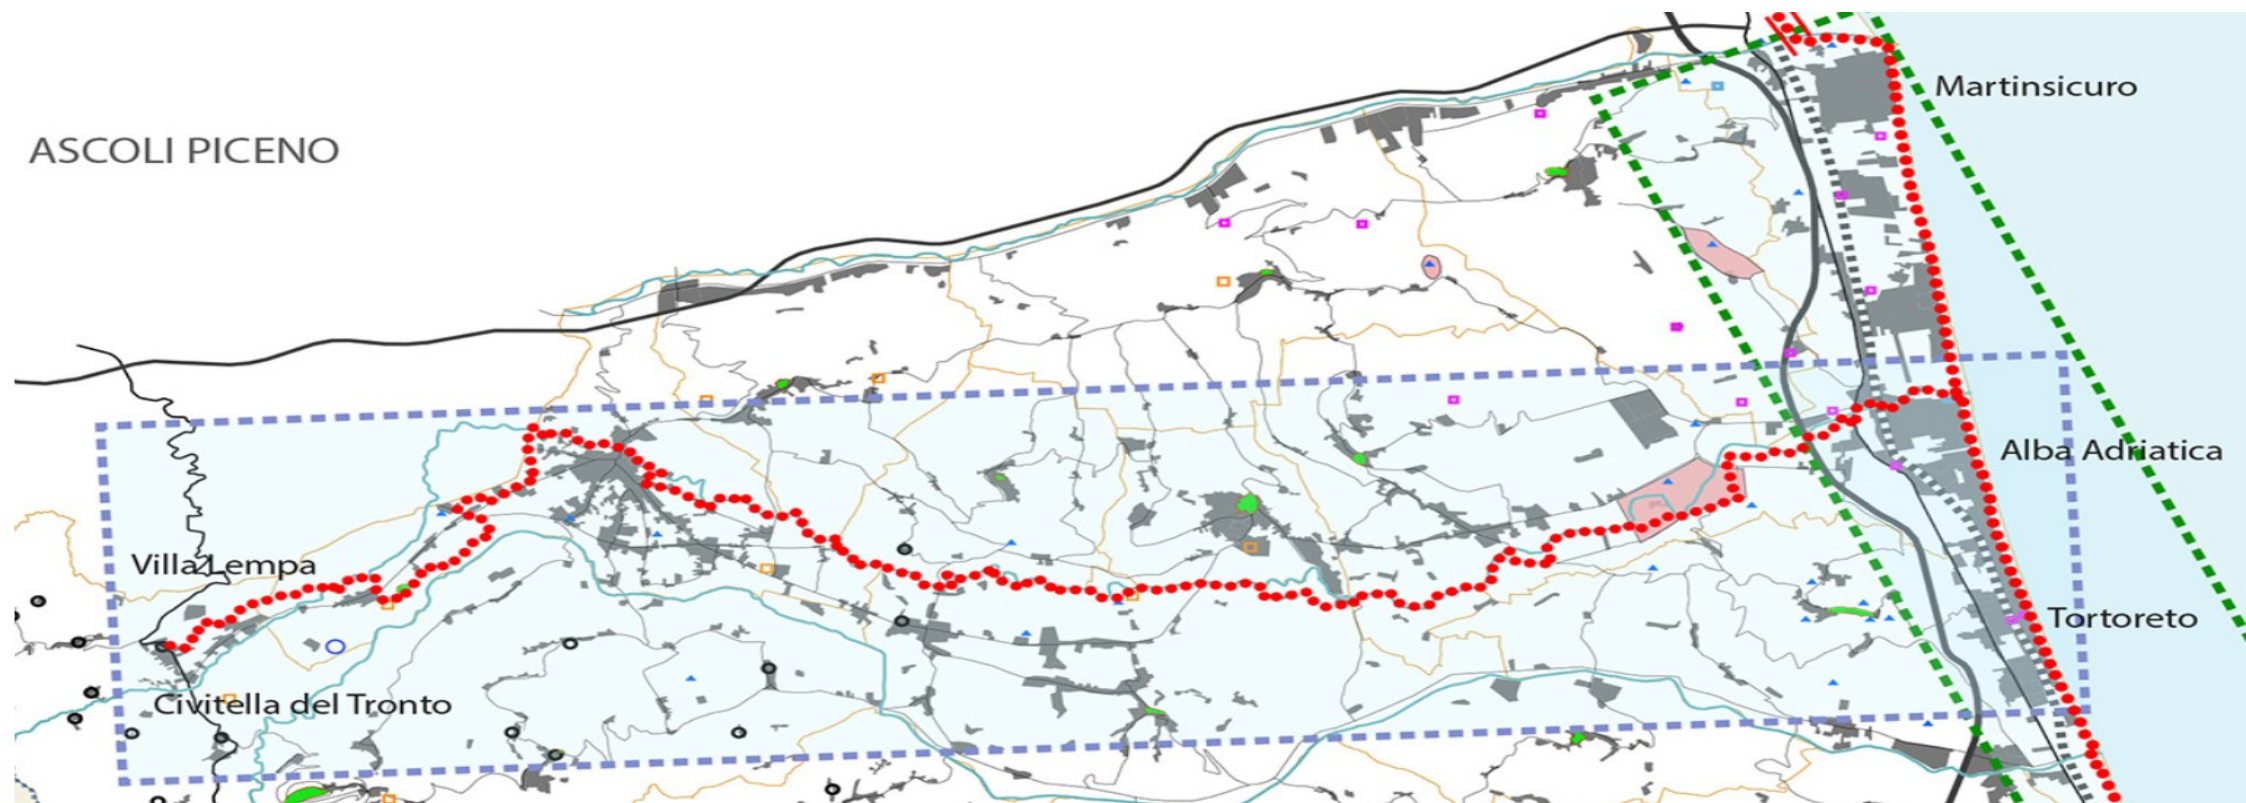 Martinsicuro
ASCOLI PICENO
Alba Adriatica
Villa Lempa
Tortoreto
Civitella del Tronto